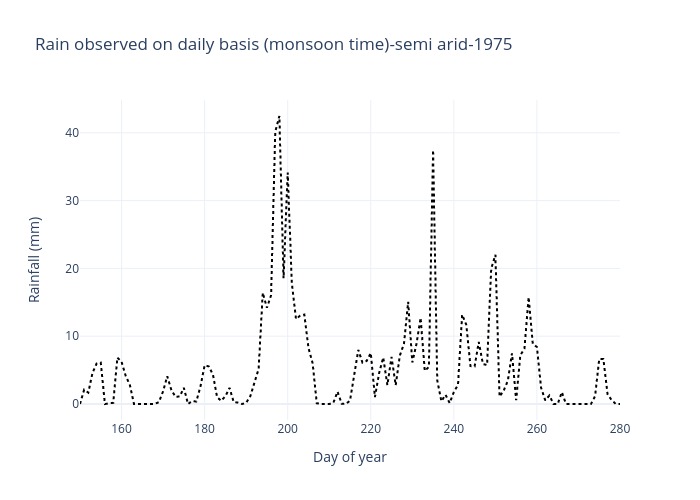 Rain observed on daily basis (monsoon time)-semi arid-1975
40
30
20
10
0
Rainfall (mm)
160 180 200 220 240 260 280
Day of year